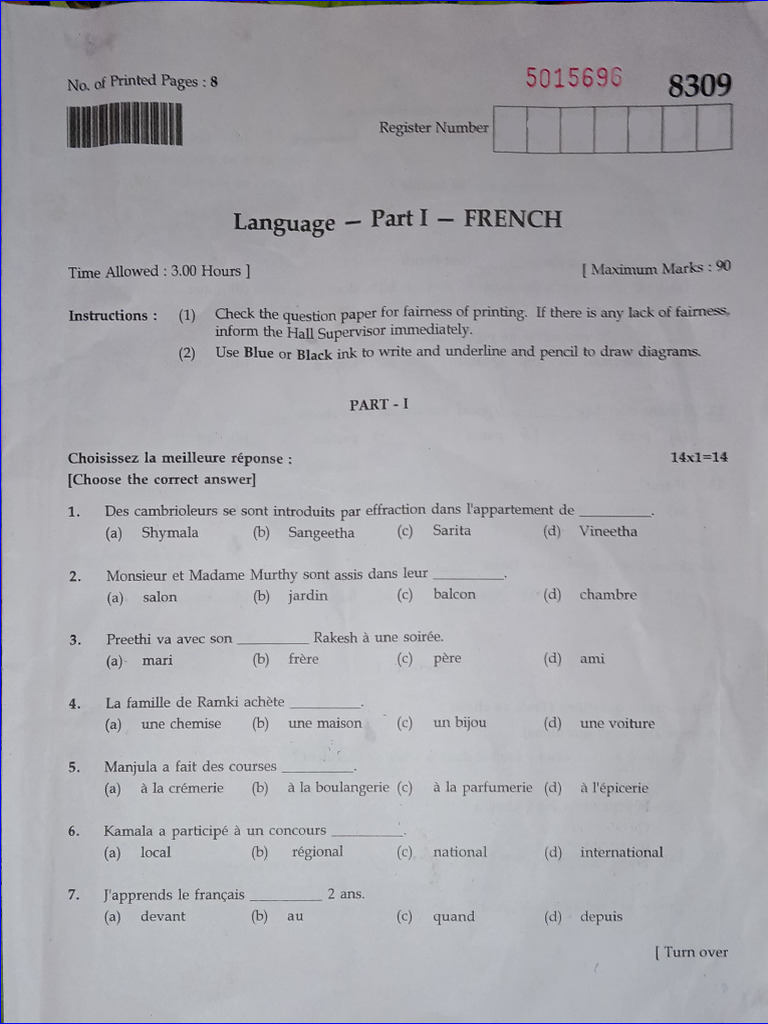 No. of Printed Pages : 8
5015696
8309
Register Number
Language — Part I — FRENCH
Time Allowed : 3.00 Hours ] [ Maximum Marks : 90
Instructions : (1) Check the question paper for fairness of printing. If there is any lack of fairness,
inform the Hall Supervisor immediately.
(2) Use Blue or Black ink to write and underline and pencil to draw diagrams.
PART - I
Choisissez la meilleure réponse : 14x1=14
[Choose the correct answer]
1. Des cambrioleurs se sont introduits par effraction dans l'appartement de _________.
(a) Shymala (b) Sangeetha (c) Sarita (d) Vineetha
2. Monsieur et Madame Murthy sont assis dans leur _________.
(a) salon (b) jardin (c) balcon (d) chambre
3. Preethi va avec son _________ Rakesh à une soirée.
(a) mari (b) frère (c) père (d) ami
4. La famille de Ramki achète _________.
(a) une chemise (b) une maison (c) un bijou (d) une voiture
5. Manjula a fait des courses _________.
(a) à la crémerie (b) à la boulangerie (c) à la parfumerie (d) à l'épicerie
6. Kamala a participé à un concours _________.
(a) local (b) régional (c) national (d) international
7. J'apprends le français _________ 2 ans.
(a) devant (b) au (c) quand (d) depuis
[ Turn over